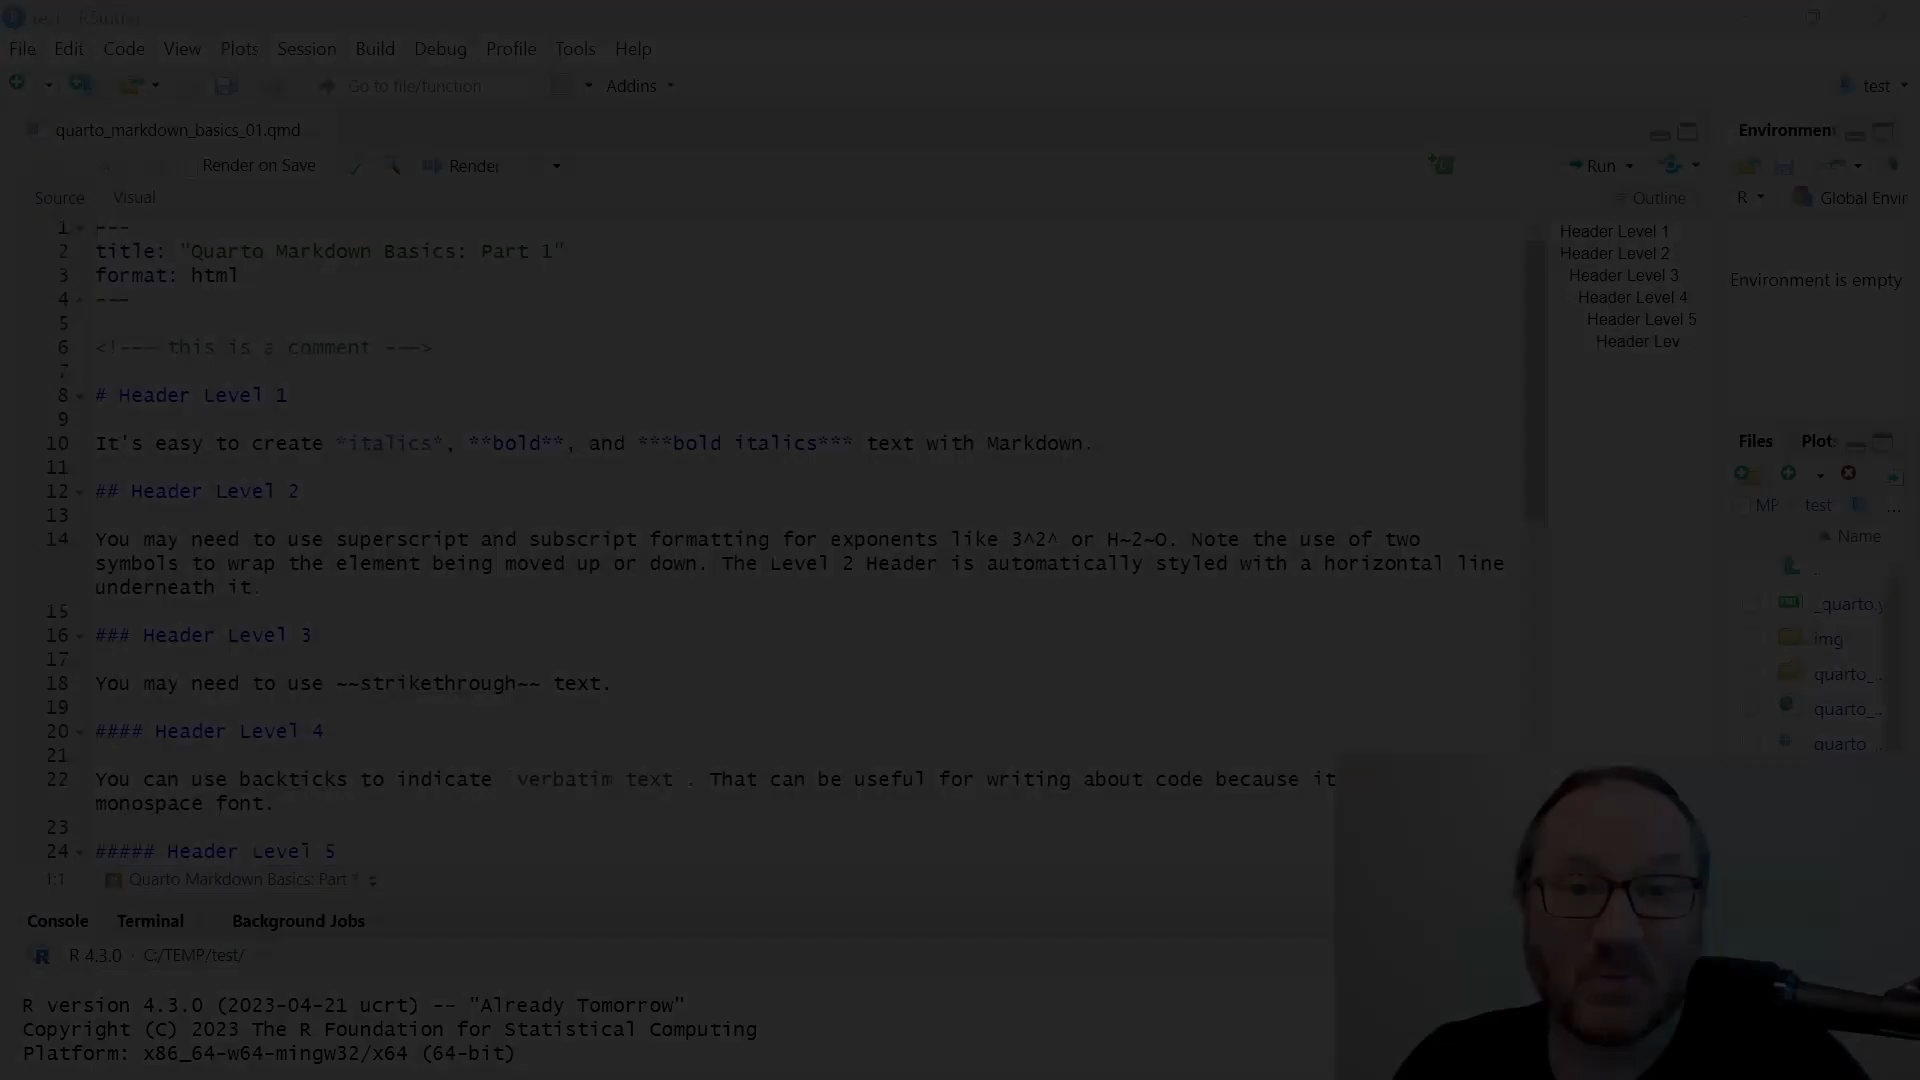 test - RStudio
File Edit Code View Plots Session Build Debug Profile Tools Help
Go to file/function Addins test
quarto_markdown_basics_01.qmd
Render on Save Render Run
Source Visual Outline
1 ---
2 title: "Quarto Markdown Basics: Part 1"
3 format: html
4 ---
5
6 <!--- this is a comment --->
7
8 # Header Level 1
9
10 It's easy to create *italics*, **bold**, and ***bold italics*** text with Markdown.
11
12 ## Header Level 2
13
14 You may need to use superscript and subscript formatting for exponents like 3^2^ or H~2~O. Note the use of two
symbols to wrap the element being moved up or down. The Level 2 Header is automatically styled with a horizontal line
underneath it.
15
16 ### Header Level 3
17
18 You may need to use ~~strikethrough~~ text.
19
20 #### Header Level 4
21
22 You can use backticks to indicate `verbatim text`. That can be useful for writing about code because it
monospace font.
23
24 ##### Header Level 5
1:1 Quarto Markdown Basics: Part 1
Header Level 1
Header Level 2
Header Level 3
Header Level 4
Header Level 5
Header Lev
Environmen
R Global Envir
Environment is empty
Files Plot
MP test ...
Name
..
_quarto.y
img
quarto_...
quarto_...
quarto_...
Console Terminal Background Jobs
R 4.3.0 · C:/TEMP/test/
R version 4.3.0 (2023-04-21 ucrt) -- "Already Tomorrow"
Copyright (C) 2023 The R Foundation for Statistical Computing
Platform: x86_64-w64-mingw32/x64 (64-bit)